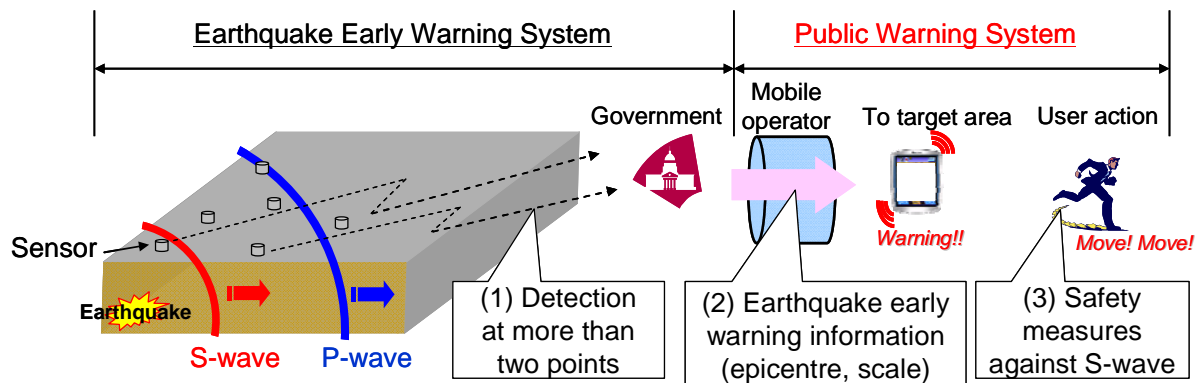 Earthquake Early Warning System
Public Warning System
Government
Mobile
operator
To target area
User action
Sensor
Earthquake
S-wave
P-wave
Warning!!
Move! Move!
(1) Detection
at more than
two points
(2) Earthquake early
warning information
(epicentre, scale)
(3) Safety
measures
against S-wave